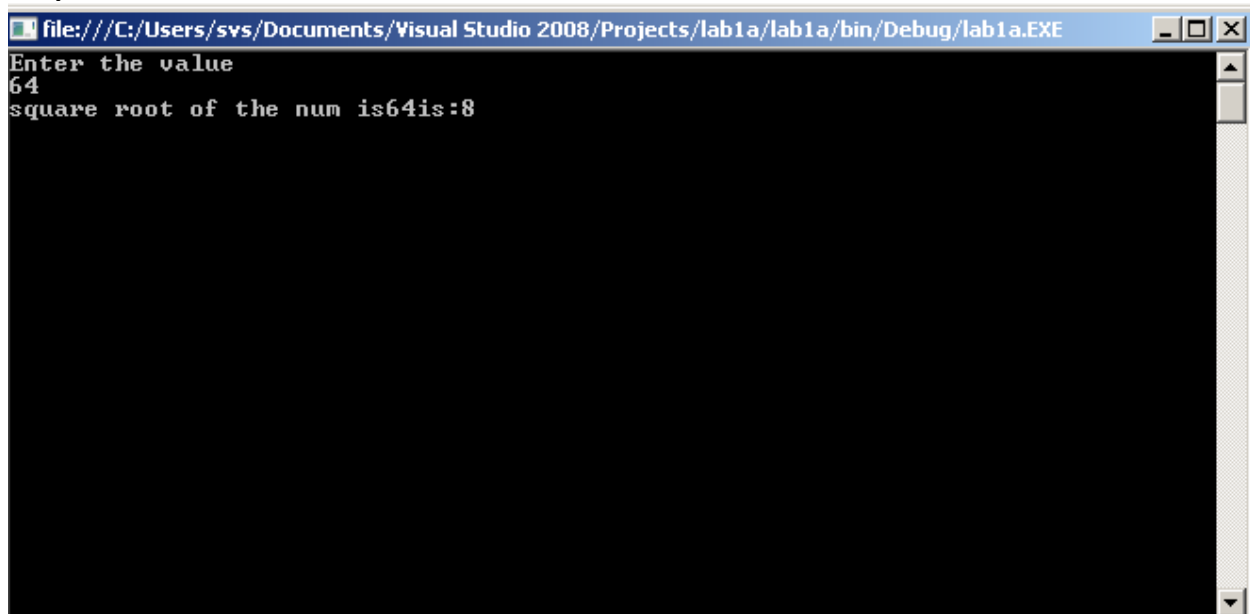 file:///C:/Users/svs/Documents/Visual Studio 2008/Projects/lab1a/lab1a/bin/Debug/lab1a.EXE
Enter the value
64
square root of the num is64is:8